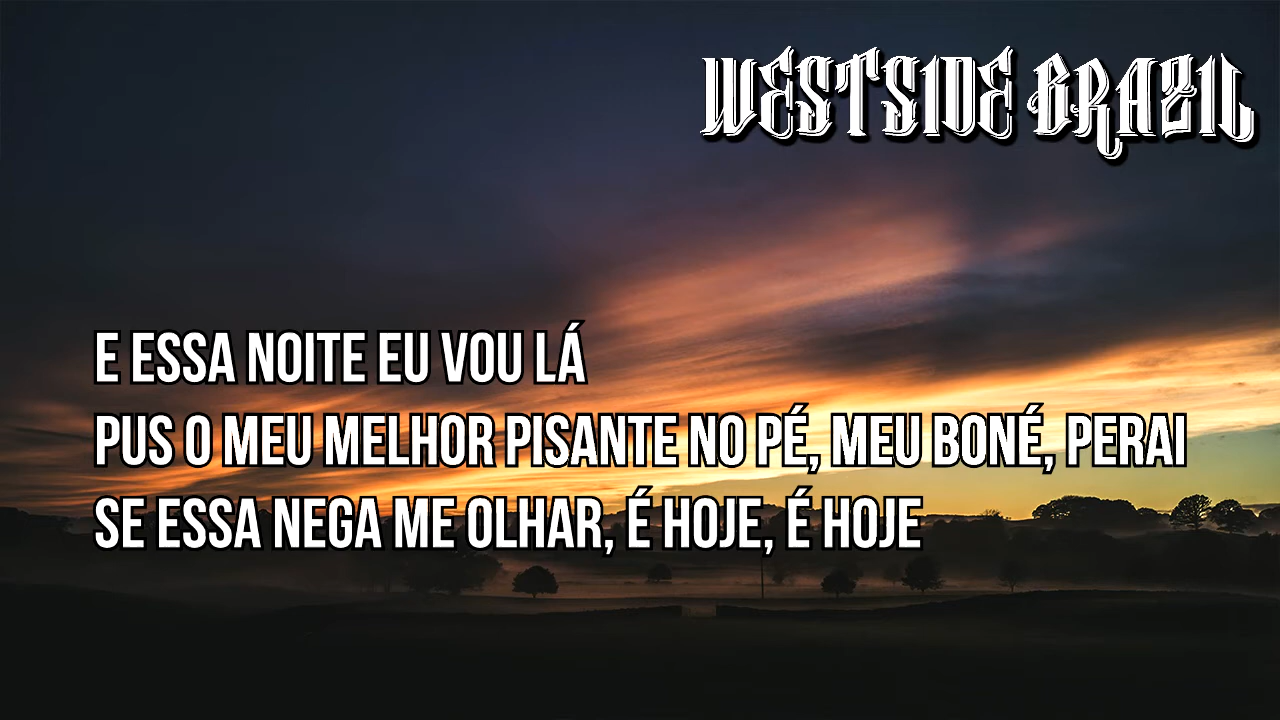 WESTSIDE BRAZIL
E ESSA NOITE EU VOU LÁ
PUS O MEU MELHOR PISANTE NO PÉ, MEU BONÉ, PERAI
SE ESSA NEGA ME OLHAR, É HOJE, É HOJE